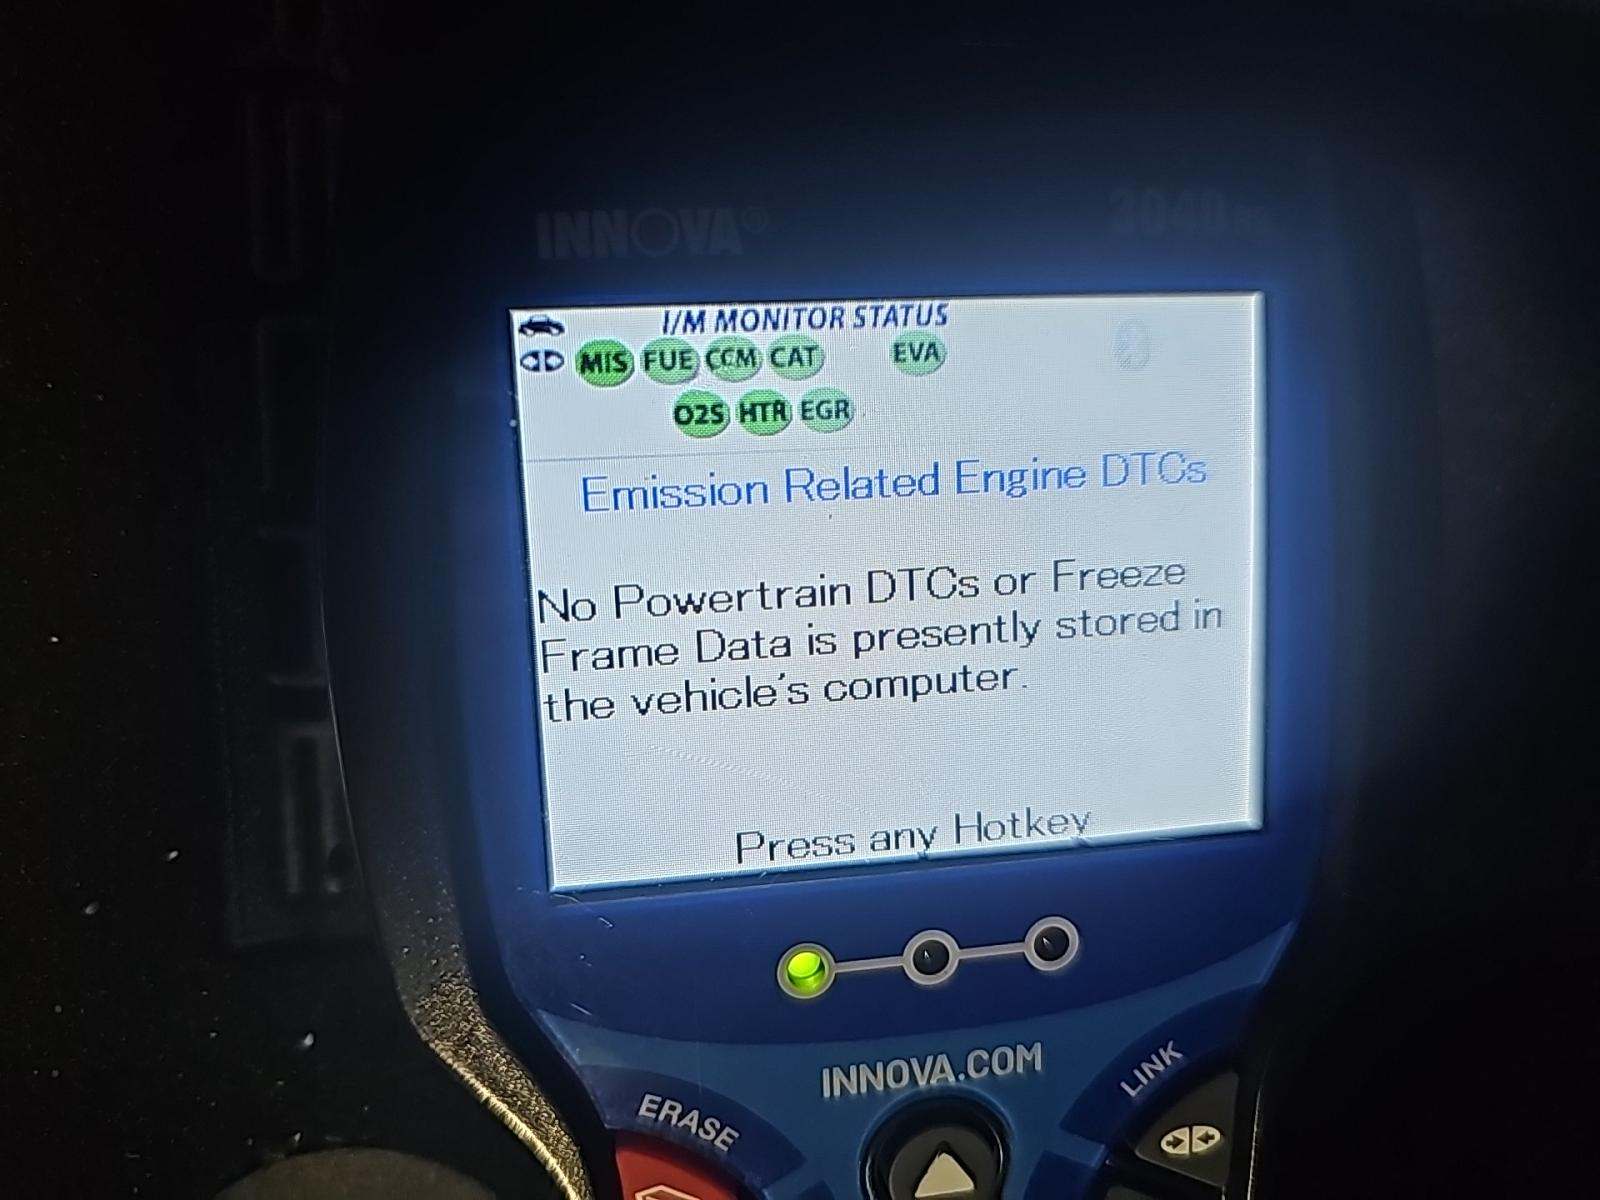 INNOVA®
I/M MONITOR STATUS
MIS FUE CCM CAT EVA
O2S HTR EGR
Emission Related Engine DTCs
No Powertrain DTCs or Freeze
Frame Data is presently stored in
the vehicle's computer.
Press any Hotkey
INNOVA.COM
ERASE
LINK